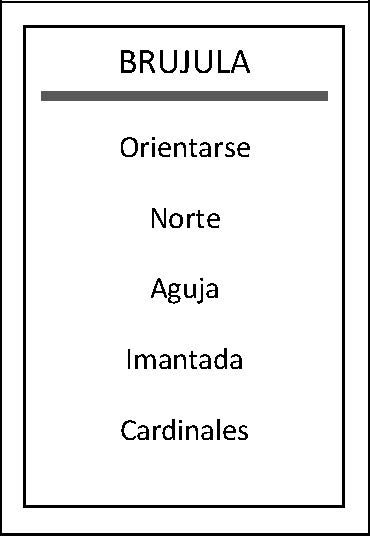 BRUJULA
Orientarse
Norte
Aguja
Imantada
Cardinales